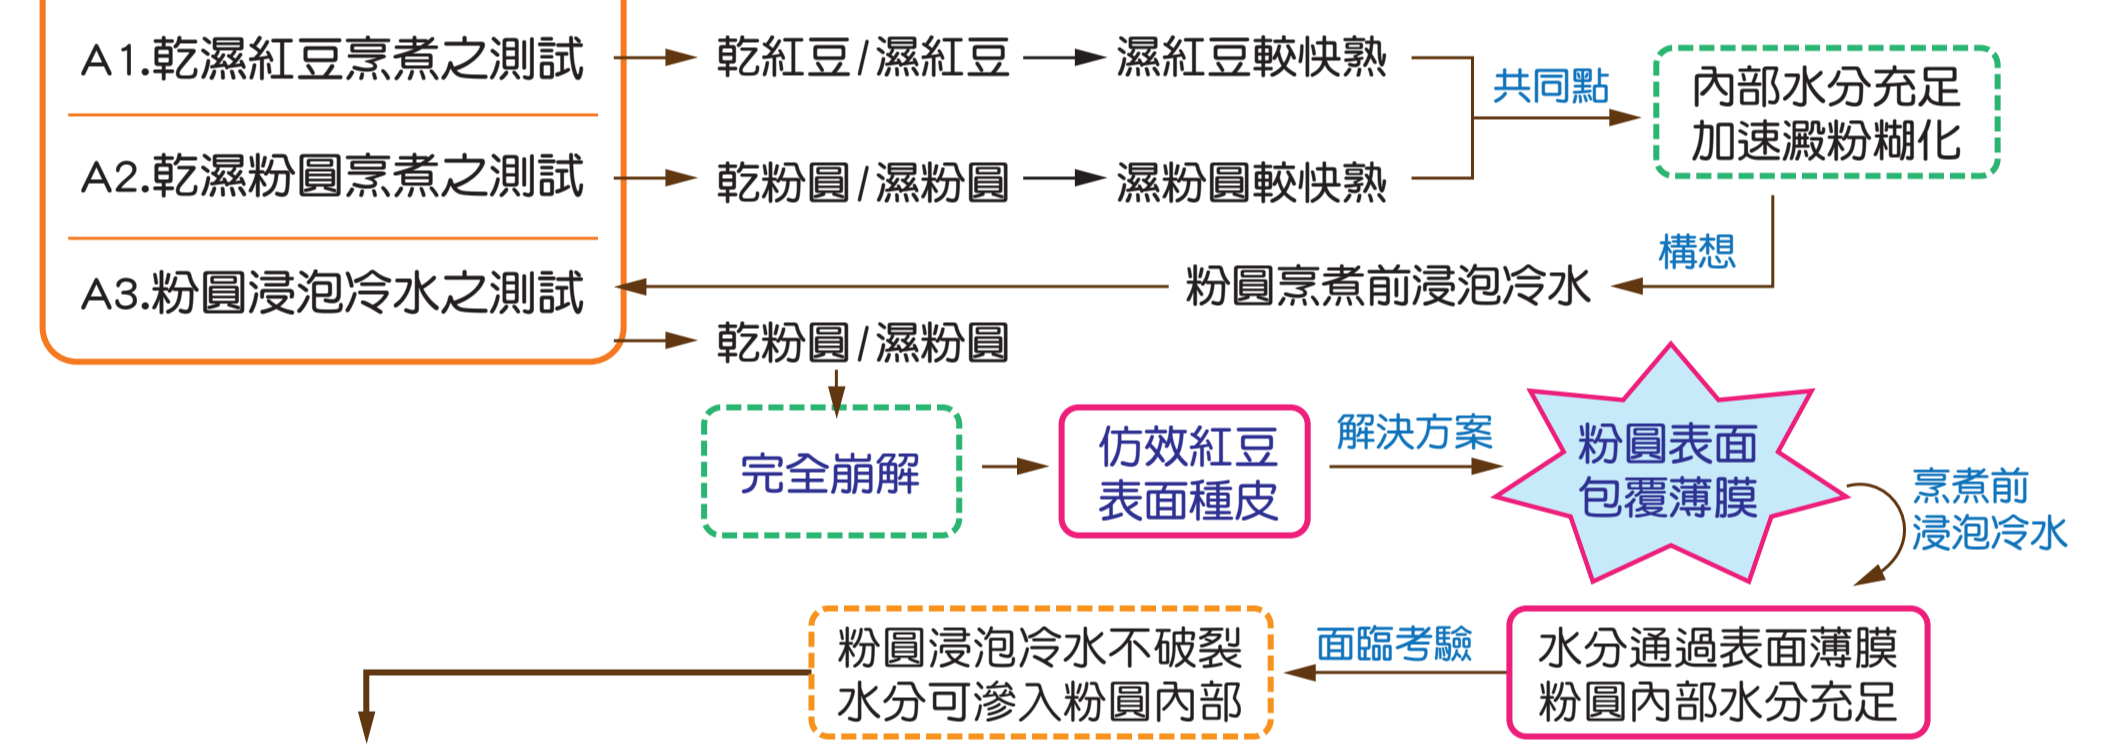 A1.乾濕紅豆烹煮之測試
乾紅豆/濕紅豆
濕紅豆較快熟
共同點
內部水分充足
加速澱粉糊化
A2.乾濕粉圓烹煮之測試
乾粉圓/濕粉圓
濕粉圓較快熟
構想
粉圓烹煮前浸泡冷水
A3.粉圓浸泡冷水之測試
乾粉圓/濕粉圓
完全崩解
仿效紅豆
表面種皮
解決方案
粉圓表面
包覆薄膜
烹煮前
浸泡冷水
水分通過表面薄膜
粉圓內部水分充足
面臨考驗
粉圓浸泡冷水不破裂
水分可滲入粉圓內部